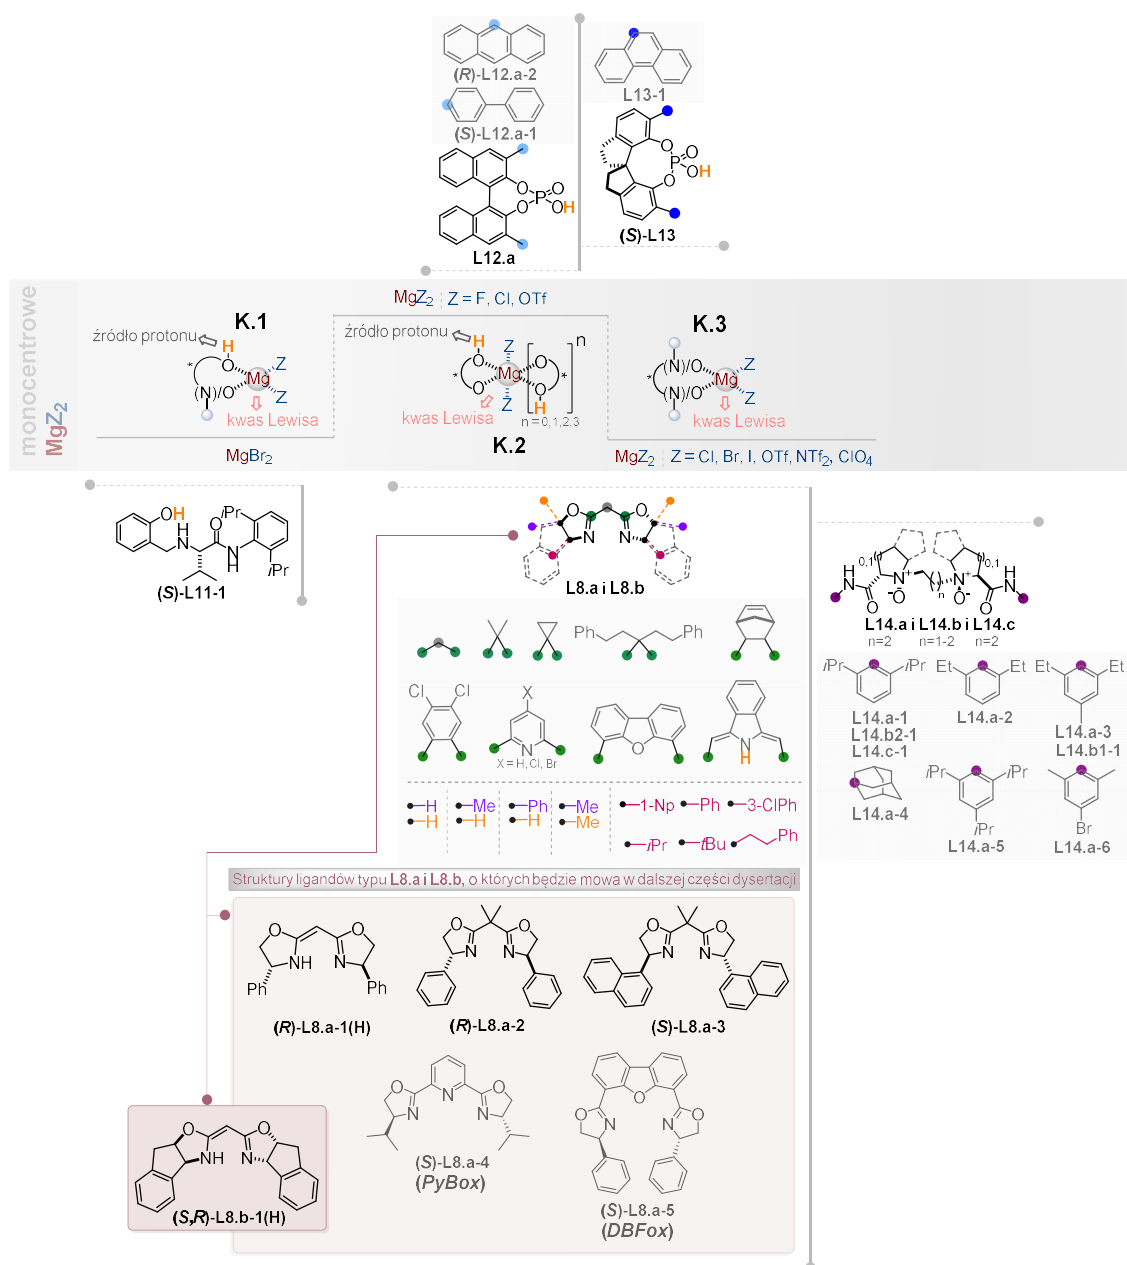 (R)-L12.a-2
(S)-L12.a-1
O
O
P
O
OH
L12.a
L13-1
O
O
P
O
OH
(S)-L13
monocentrowe
MgZ2
MgZ2 Z = F, Cl, OTf
K.1
źródło protonu
H
O
Mg
Z
Z
(N)/O
kwas Lewisa
MgBr2
źródło protonu
H
O
O
Z
Mg
Z
O
O
H
n
n = 0,1,2,3
kwas Lewisa
K.2
K.3
(N)/O
(N)/O
Mg
Z
Z
kwas Lewisa
MgZ2 Z = Cl, Br, I, OTf, NTf2, ClO4
OH
H
N
O
N
H
iPr
iPr
(S)-L11-1
O
O
N
N
L8.a i L8.b
Ph
Ph
Cl
Cl
X
N
X = H, Cl, Br
O
N
H
H
H
Me
H
Ph
H
Me
Me
1-Np
Ph
3-ClPh
iPr
tBu
Ph
0,1
0,1
H
N
N+
-O
n
N+
O-
H
N
O
O
L14.a i L14.b i L14.c
n=2 n=1-2 n=2
iPr
iPr
L14.a-1
L14.b2-1
L14.c-1
Et
Et
L14.a-2
Et
Et
L14.a-3
L14.b1-1
L14.a-4
iPr
iPr
iPr
L14.a-5
Br
L14.a-6
Struktury ligandów typu L8.a i L8.b, o których będzie mowa w dalszej części dysertacji
O
O
NH
N
Ph
Ph
(R)-L8.a-1(H)
O
O
N
N
(R)-L8.a-2
O
O
N
N
(S)-L8.a-3
O
N
N
O
N
(S)-L8.a-4
(PyBox)
O
O
O
N
N
(S)-L8.a-5
(DBFox)
O
O
NH
N
(S,R)-L8.b-1(H)